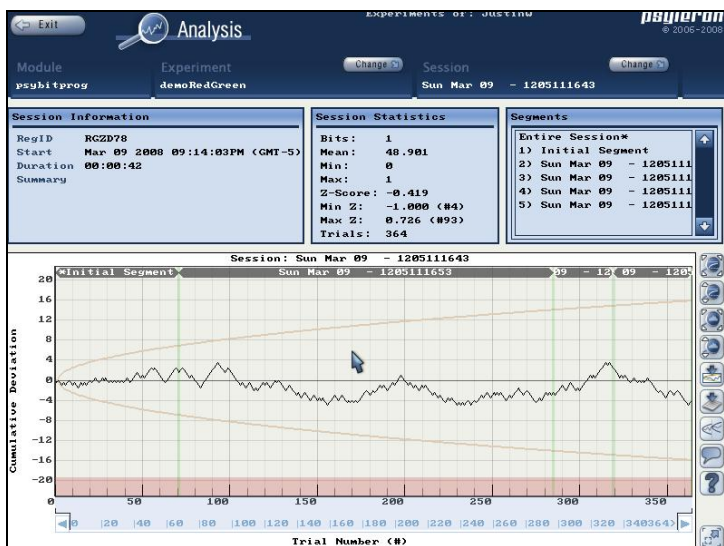 Experiments of: JustinW
psyleron
Exit
Analysis
© 2006-2008
Module
Experiment
Change
Session
Change
psybitprog
demoRedGreen
Sun Mar 09 - 1205111643
Session Information
RegID RGZD78
Start Mar 09 2008 09:14:03PM (GMT-5)
Duration 00:00:42
Summary
Session Statistics
Bits: 1
Mean: 48.901
Min: 0
Max: 1
Z-Score: -0.419
Min Z: -1.000 (#4)
Max Z: 0.726 (#93)
Trials: 364
Segments
Entire Session*
1) Initial Segment
2) Sun Mar 09 - 1205111
3) Sun Mar 09 - 1205111
4) Sun Mar 09 - 1205111
5) Sun Mar 09 - 1205111
Session: Sun Mar 09 - 1205111643
*Initial Segment
Sun Mar 09 - 1205111653
09 - 12
09 - 120
Cumulative Deviation
20
16
12
8
4
0
-4
-8
-12
-16
-20
0 50 100 150 200 250 300 350
0 |20 |40 |60 |80 |100 |120 |140 |160 |180 |200 |220 |240 |260 |280 |300 |320 |340364
Trial Number (#)